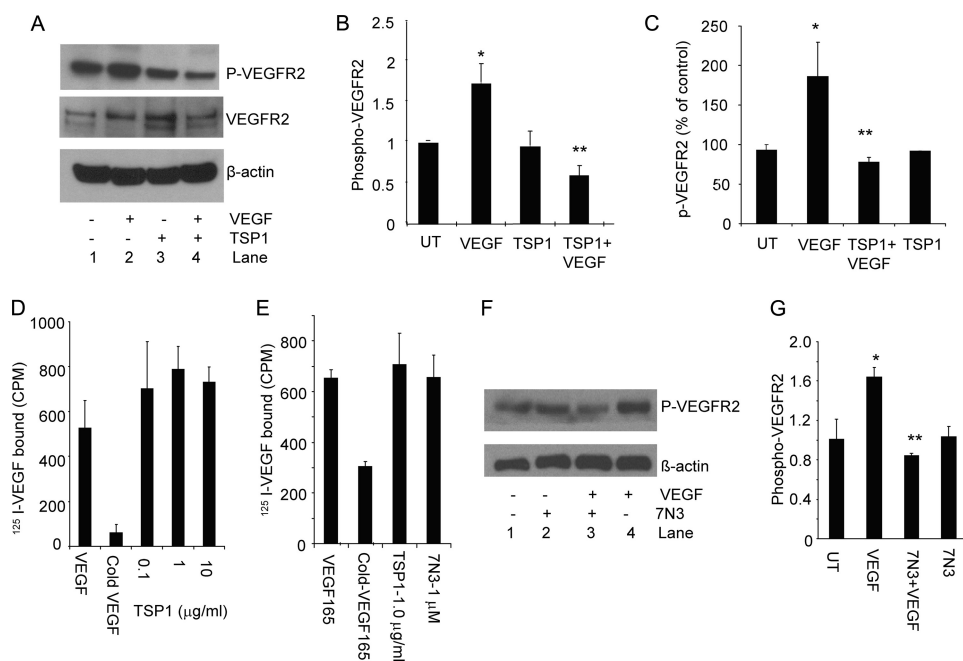 A
P-VEGFR2
VEGFR2
ß-actin
- + - + VEGF
- - + + TSP1
1 2 3 4 Lane
B
Phospho-VEGFR2
2.5
2
1.5
1
0.5
0
*
**
UT VEGF TSP1 TSP1+
VEGF
C
p-VEGFR2 (% of control)
250
200
150
100
50
0
*
**
UT VEGF TSP1+ TSP1
VEGF
D
125 I-VEGF bound (CPM)
1000
800
600
400
200
0
VEGF
Cold VEGF
0.1
1
10
TSP1 (µg/ml)
E
125 I-VEGF bound (CPM)
800
600
400
200
0
VEGF165
Cold-VEGF165
TSP1-1.0 µg/ml
7N3-1 µM
F
P-VEGFR2
ß-actin
- - + + VEGF
- + + - 7N3
1 2 3 4 Lane
G
Phospho-VEGFR2
2.0
1.6
1.2
0.8
0.4
0
*
**
UT
VEGF
7N3+VEGF
7N3